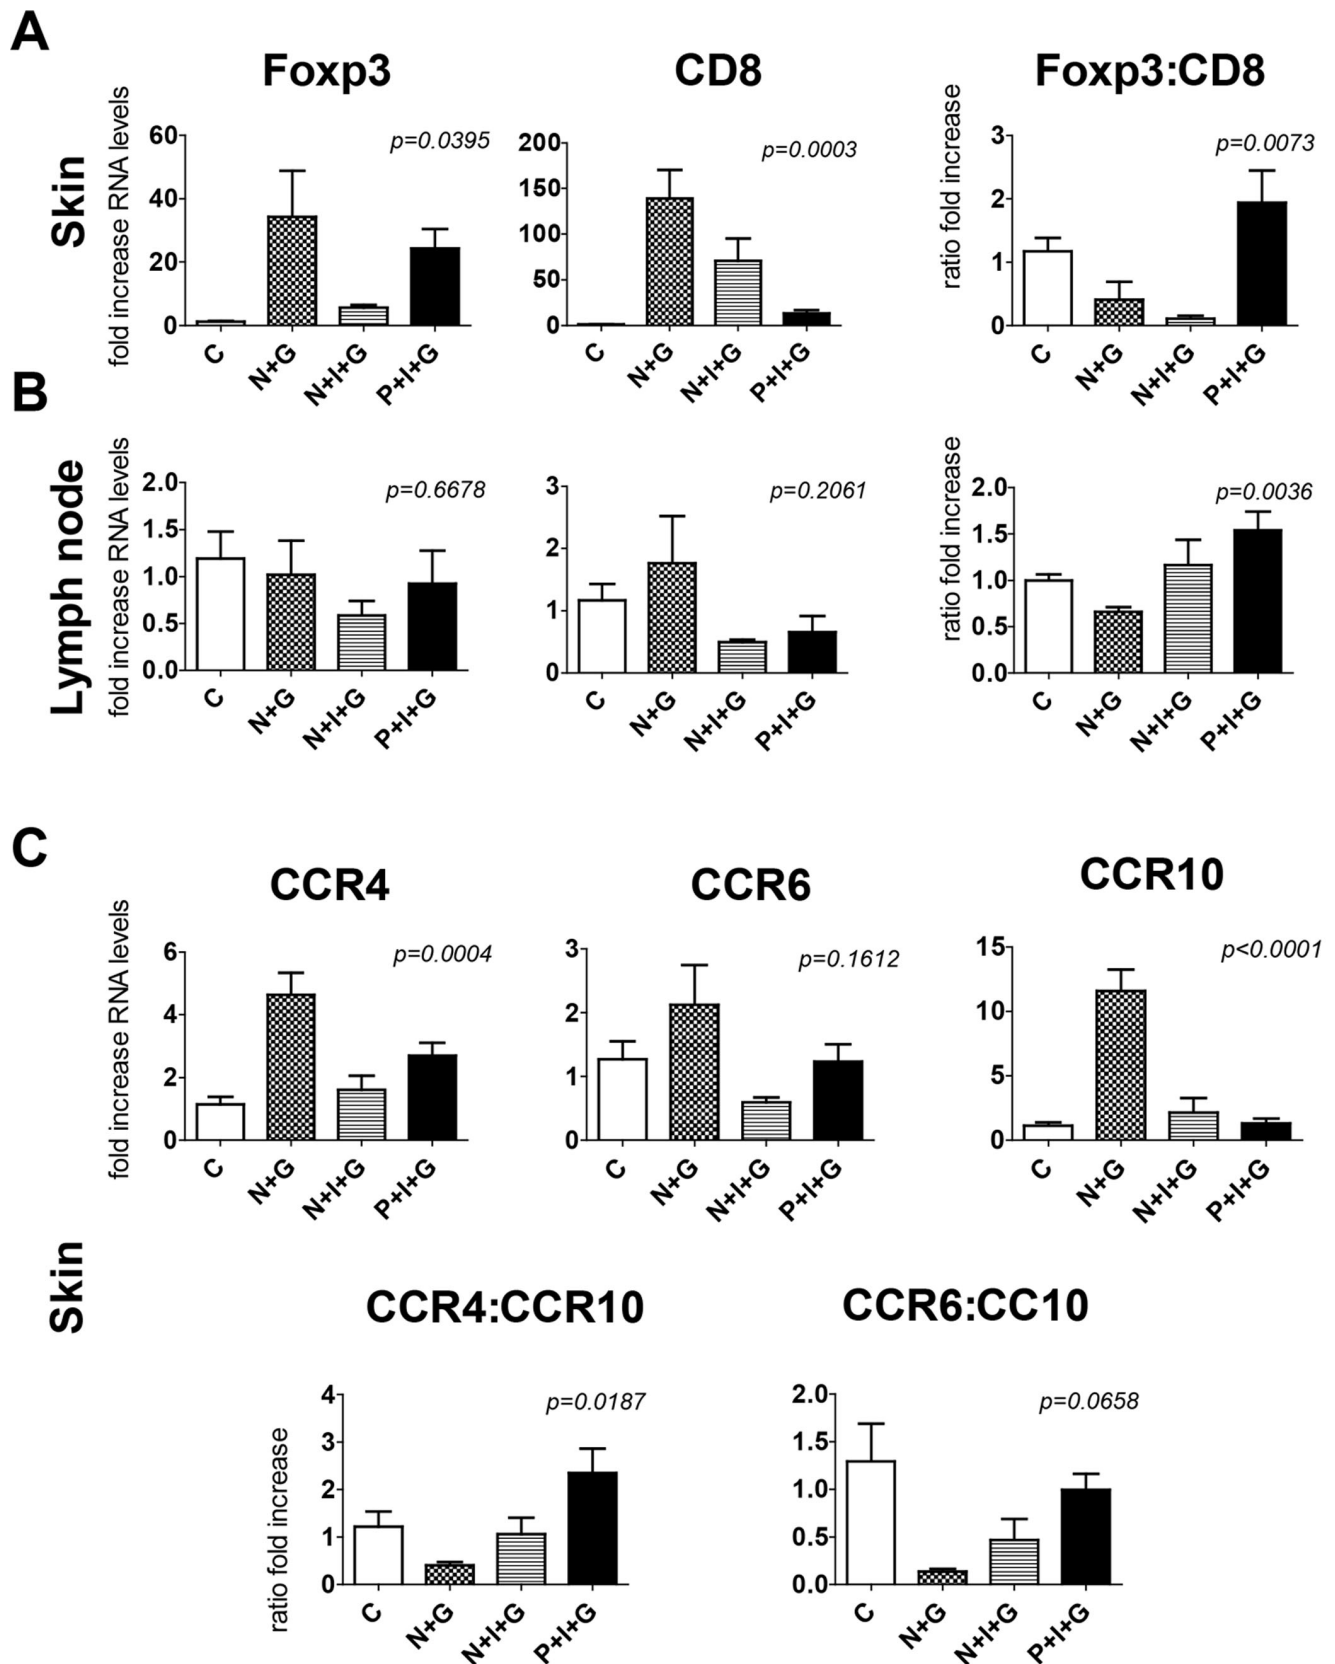 A
Foxp3
CD8
Foxp3:CD8
Skin
fold increase RNA levels
60
40
20
0
p=0.0395
C
N+G
N+I+G
P+I+G
200
150
100
50
0
p=0.0003
C
N+G
N+I+G
P+I+G
ratio fold increase
3
2
1
0
p=0.0073
C
N+G
N+I+G
P+I+G
B
Lymph node
fold increase RNA levels
2.0
1.5
1.0
0.5
0.0
p=0.6678
C
N+G
N+I+G
P+I+G
3
2
1
0
p=0.2061
C
N+G
N+I+G
P+I+G
ratio fold increase
2.0
1.5
1.0
0.5
0.0
p=0.0036
C
N+G
N+I+G
P+I+G
C
CCR4
CCR6
CCR10
fold increase RNA levels
6
4
2
0
p=0.0004
C
N+G
N+I+G
P+I+G
3
2
1
0
p=0.1612
C
N+G
N+I+G
P+I+G
15
10
5
0
p<0.0001
C
N+G
N+I+G
P+I+G
Skin
CCR4:CCR10
CCR6:CC10
ratio fold increase
4
3
2
1
0
p=0.0187
C
N+G
N+I+G
P+I+G
2.0
1.5
1.0
0.5
0.0
p=0.0658
C
N+G
N+I+G
P+I+G